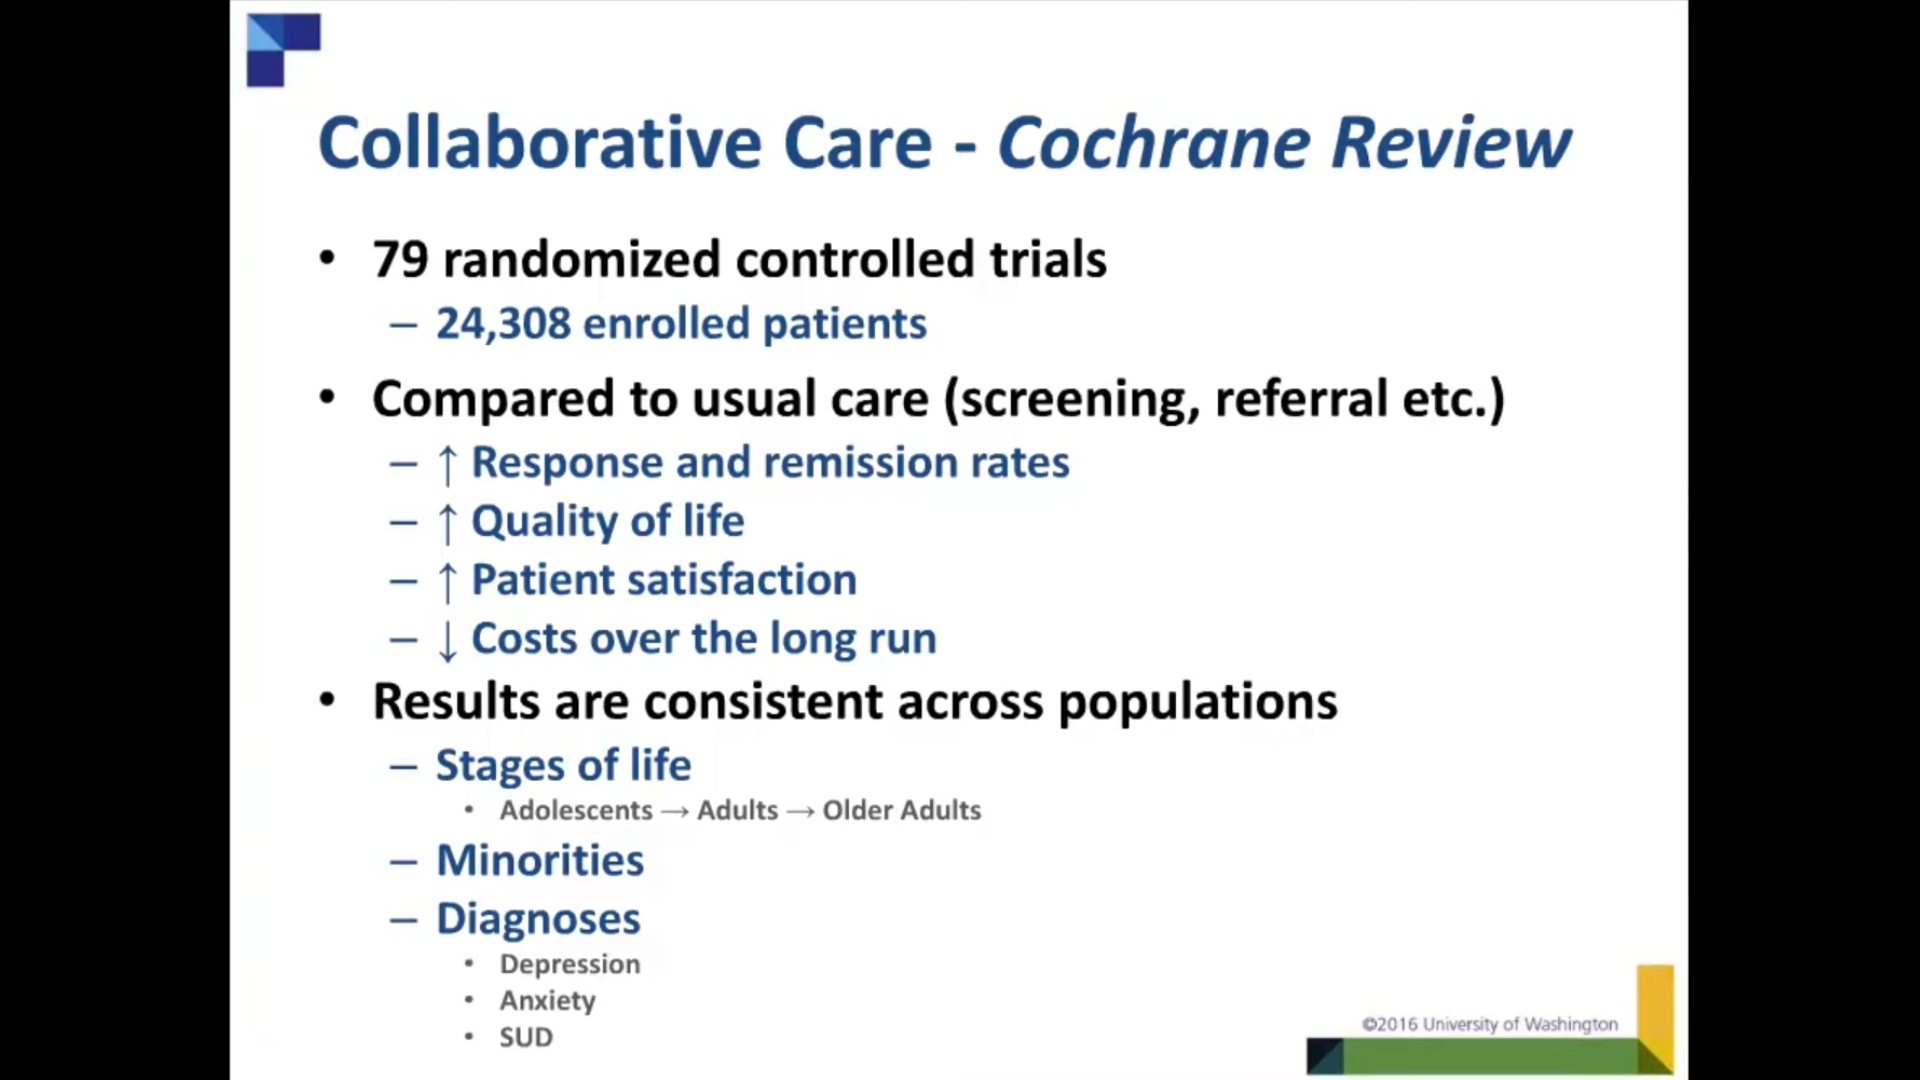 Collaborative Care - Cochrane Review
• 79 randomized controlled trials
– 24,308 enrolled patients
• Compared to usual care (screening, referral etc.)
– ↑ Response and remission rates
– ↑ Quality of life
– ↑ Patient satisfaction
– ↓ Costs over the long run
• Results are consistent across populations
– Stages of life
• Adolescents → Adults → Older Adults
– Minorities
– Diagnoses
• Depression
• Anxiety
• SUD
©2016 University of Washington